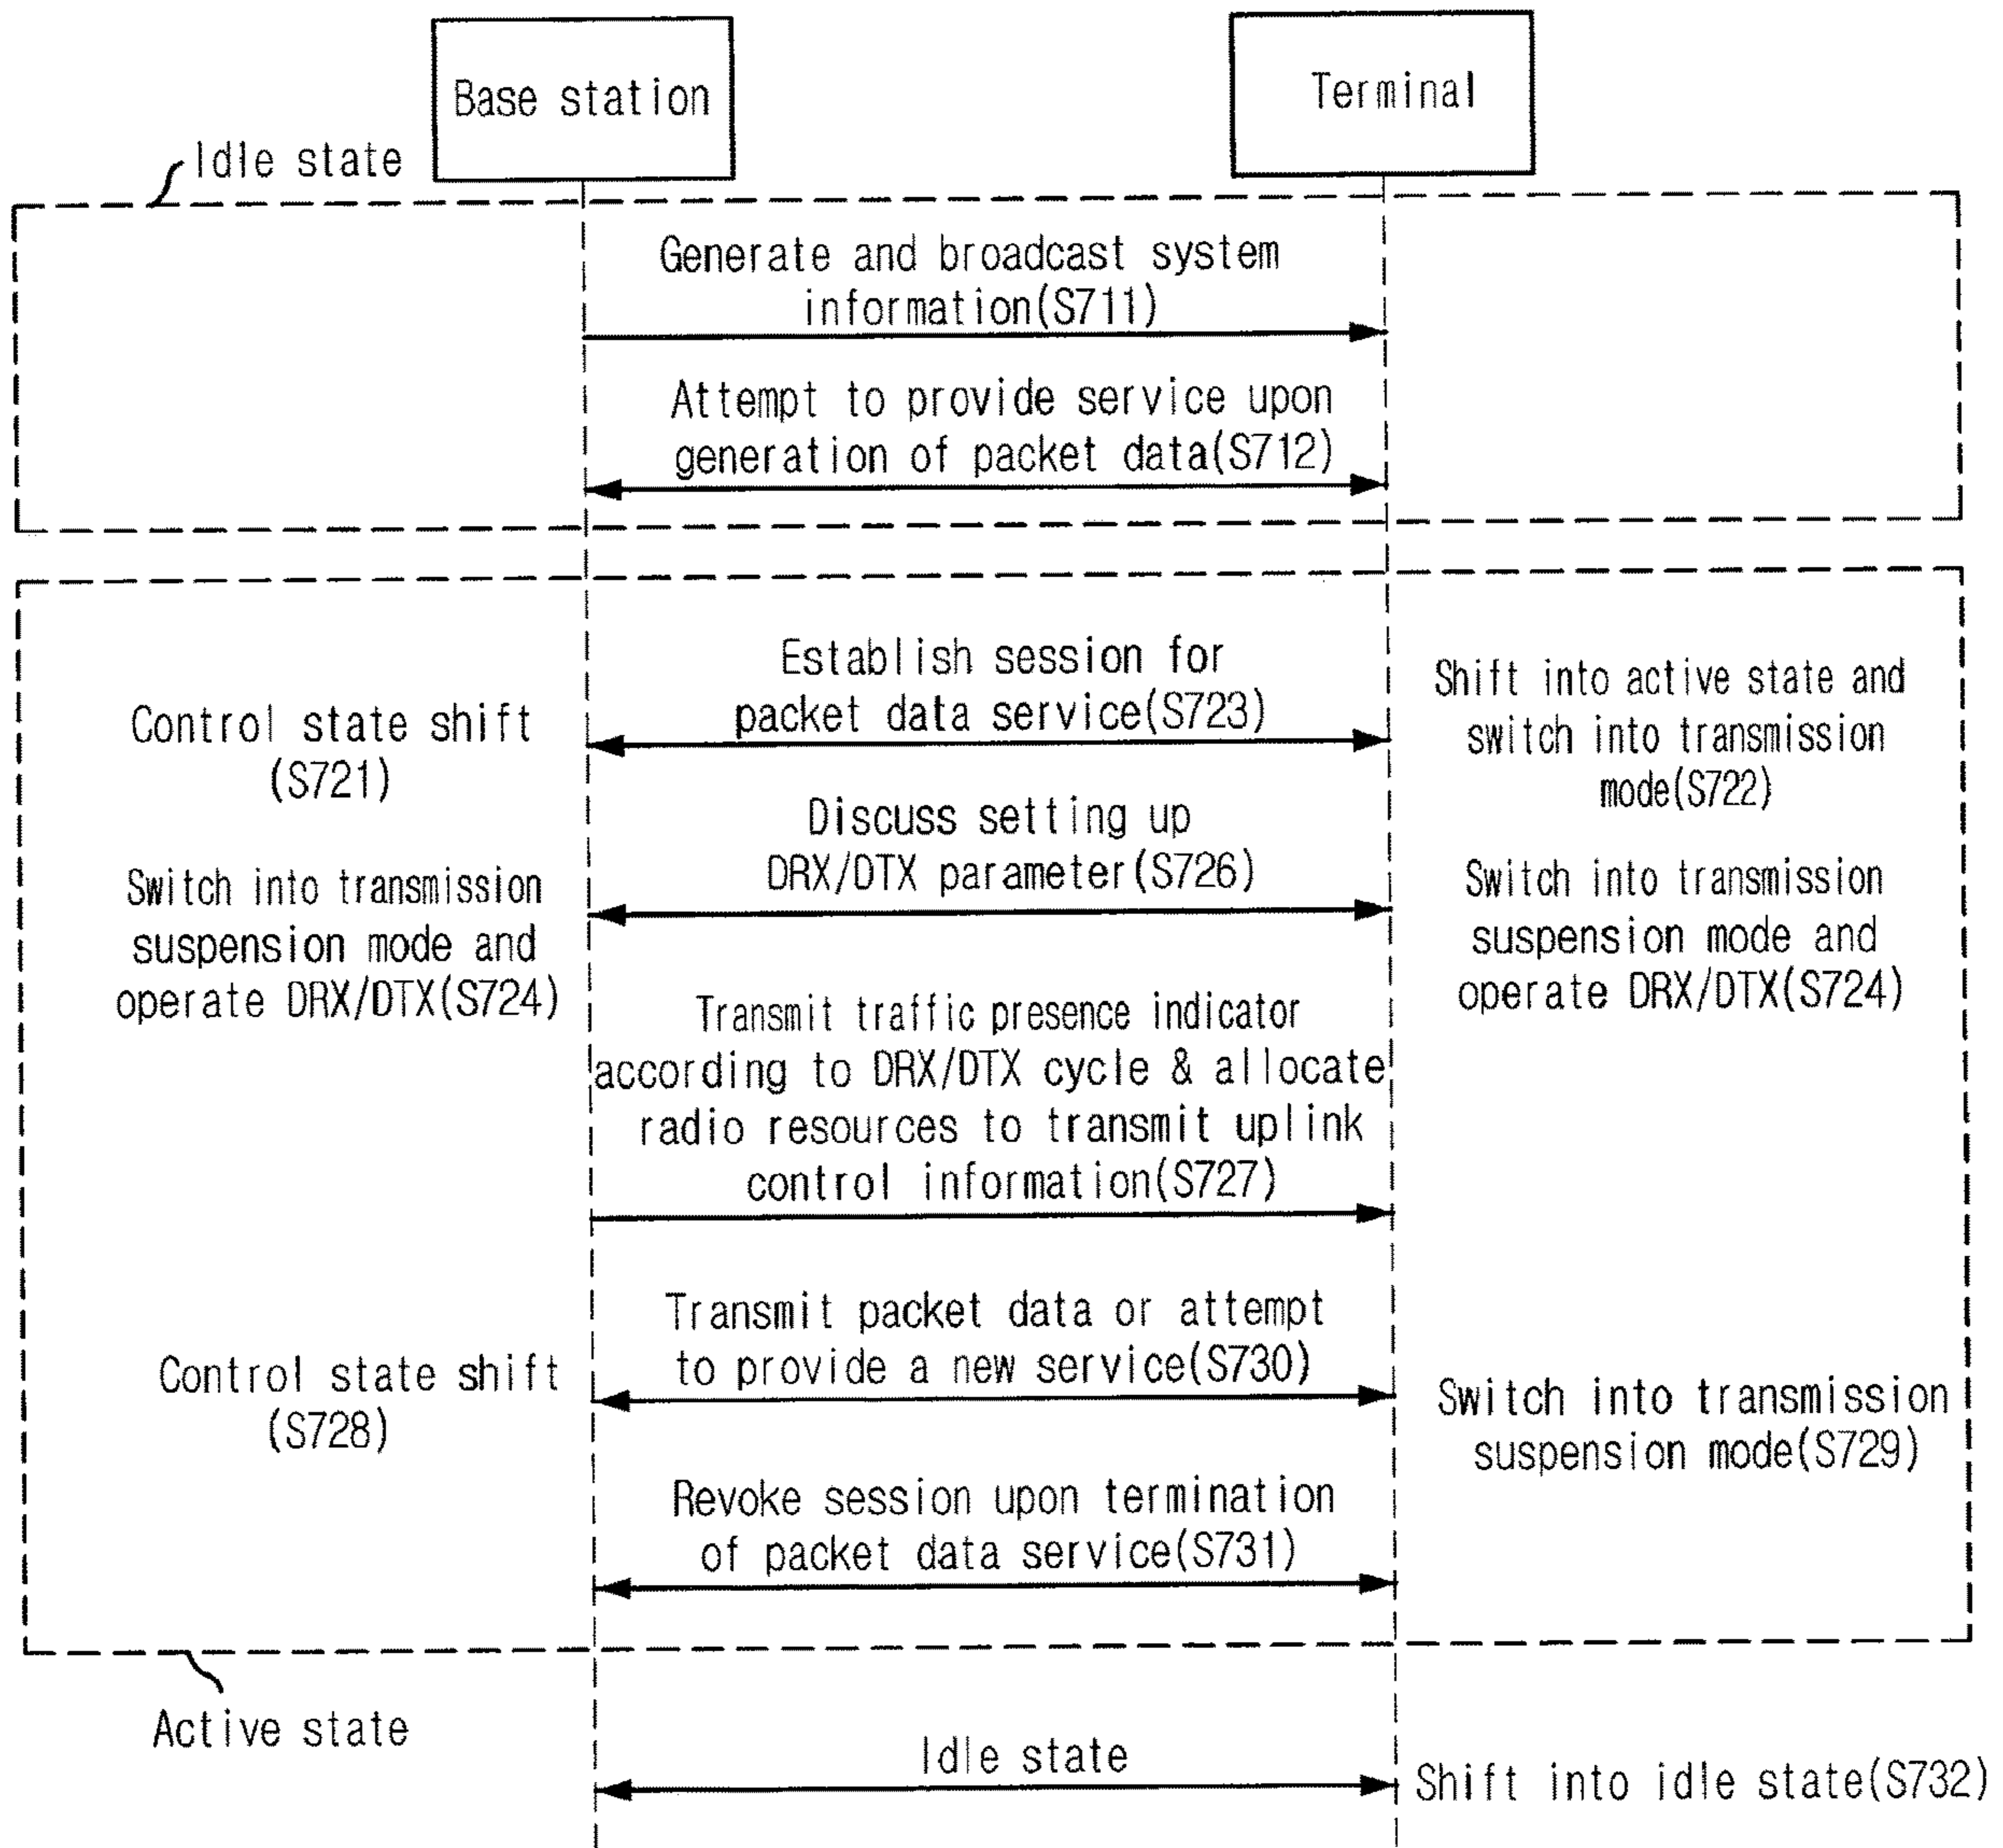 Base station
Terminal
Idle state
Generate and broadcast system
information(S711)
Attempt to provide service upon
generation of packet data(S712)
Establish session for
packet data service(S723)
Control state shift
(S721)
Shift into active state and
switch into transmission
mode(S722)
Discuss setting up
DRX/DTX parameter(S726)
Switch into transmission
suspension mode and
operate DRX/DTX(S724)
Switch into transmission
suspension mode and
operate DRX/DTX(S724)
Transmit traffic presence indicator
according to DRX/DTX cycle & allocate
radio resources to transmit uplink
control information(S727)
Transmit packet data or attempt
to provide a new service(S730)
Control state shift
(S728)
Switch into transmission
suspension mode(S729)
Revoke session upon termination
of packet data service(S731)
Active state
Idle state
Shift into idle state(S732)